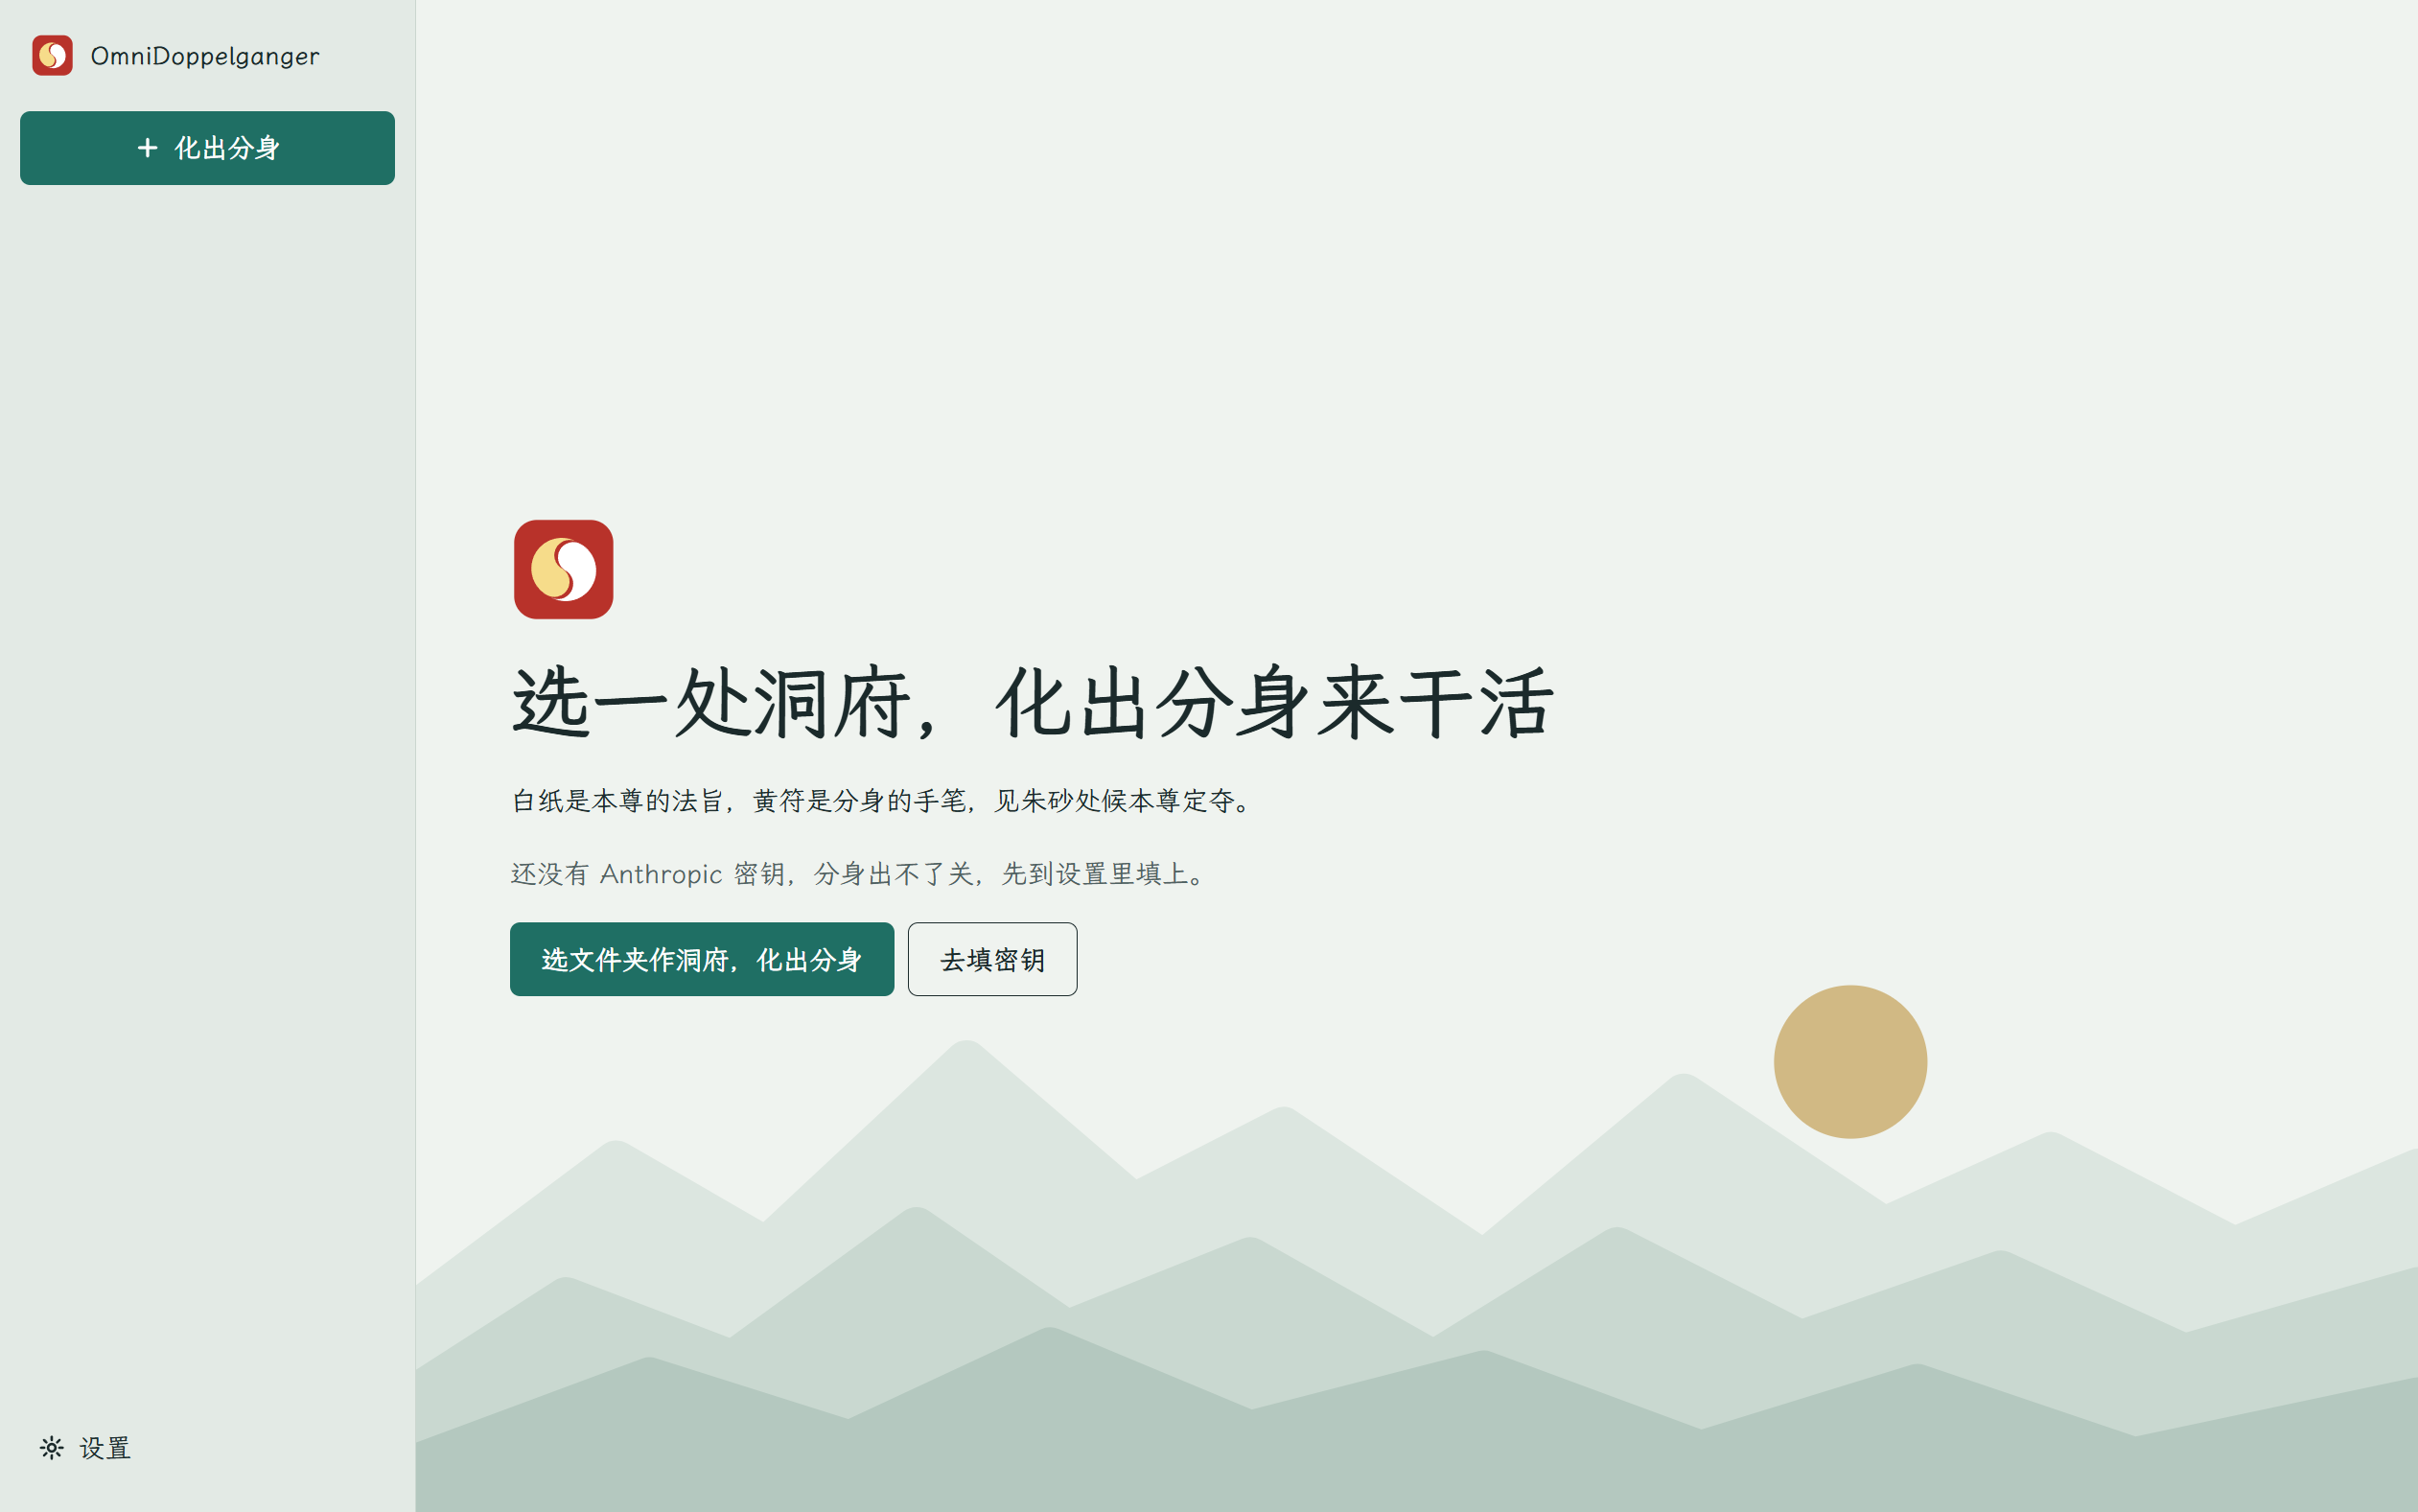 OmniDoppelganger
化出分身
选一处洞府，化出分身来干活
白纸是本尊的法旨，黄符是分身的手笔，见朱砂处候本尊定夺。
还没有 Anthropic 密钥，分身出不了关，先到设置里填上。
选文件夹作洞府，化出分身
去填密钥
设置